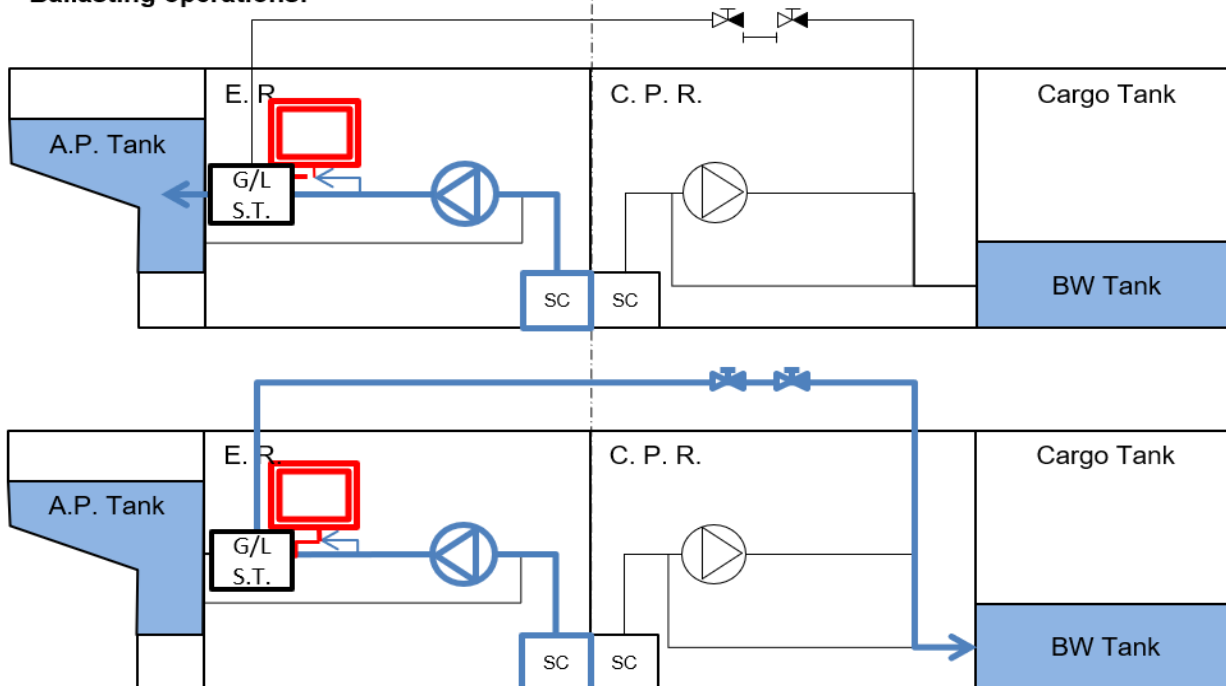 Ballasting operations:
E. R
C. P. R.
Cargo Tank
A.P. Tank
G/L
S.T.
SC
SC
BW Tank
E. R.
C. P. R.
Cargo Tank
A.P. Tank
G/L
S.T.
SC
SC
BW Tank